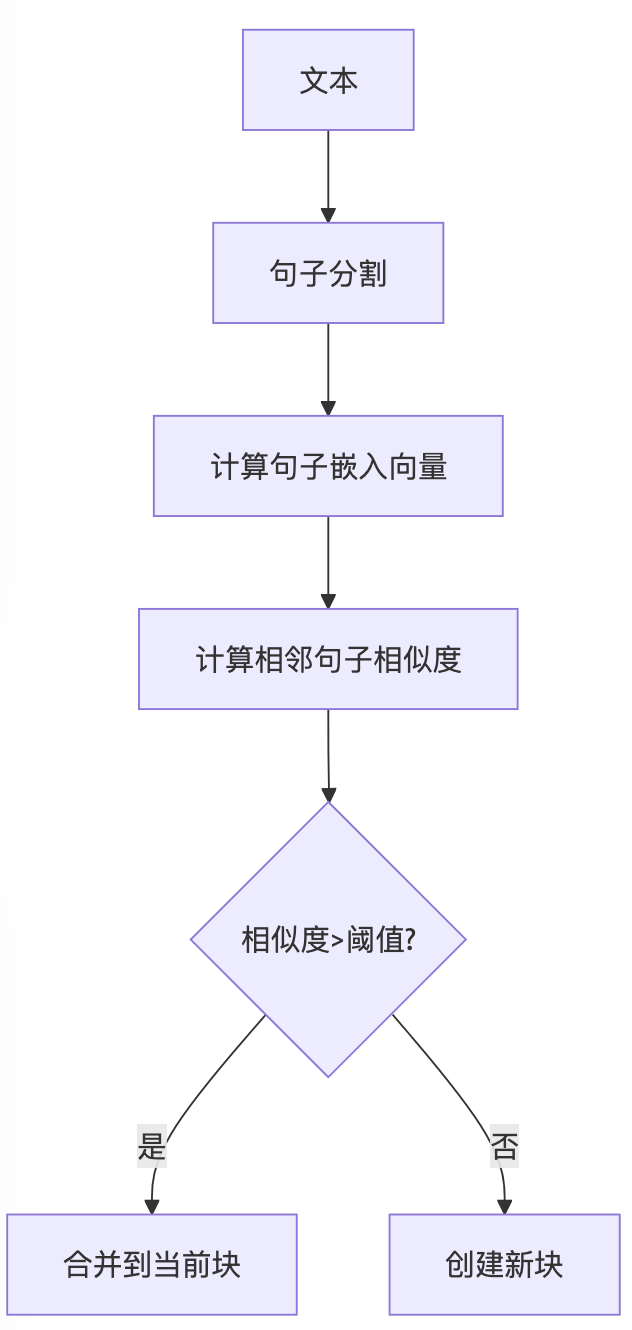 文本
句子分割
计算句子嵌入向量
计算相邻句子相似度
相似度>阈值?
是
否
合并到当前块
创建新块